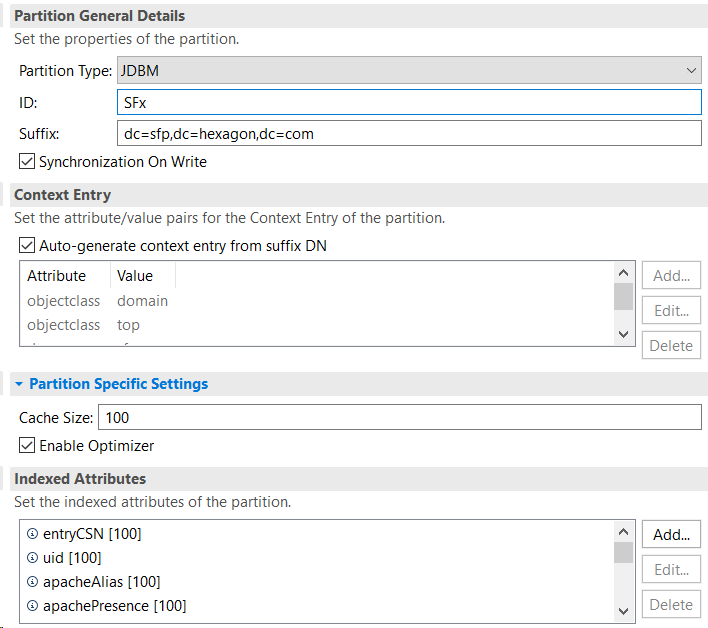 Partition General Details
Set the properties of the partition.
Partition Type: JDBM
ID: SFx
Suffix: dc=sfp,dc=hexagon,dc=com
Synchronization On Write
Context Entry
Set the attribute/value pairs for the Context Entry of the partition.
Auto-generate context entry from suffix DN
Attribute Value Add...
objectclass domain Edit...
objectclass top
Delete
Partition Specific Settings
Cache Size: 100
Enable Optimizer
Indexed Attributes
Set the indexed attributes of the partition.
entryCSN [100] Add...
uid [100] Edit...
apacheAlias [100]
apachePresence [100] Delete